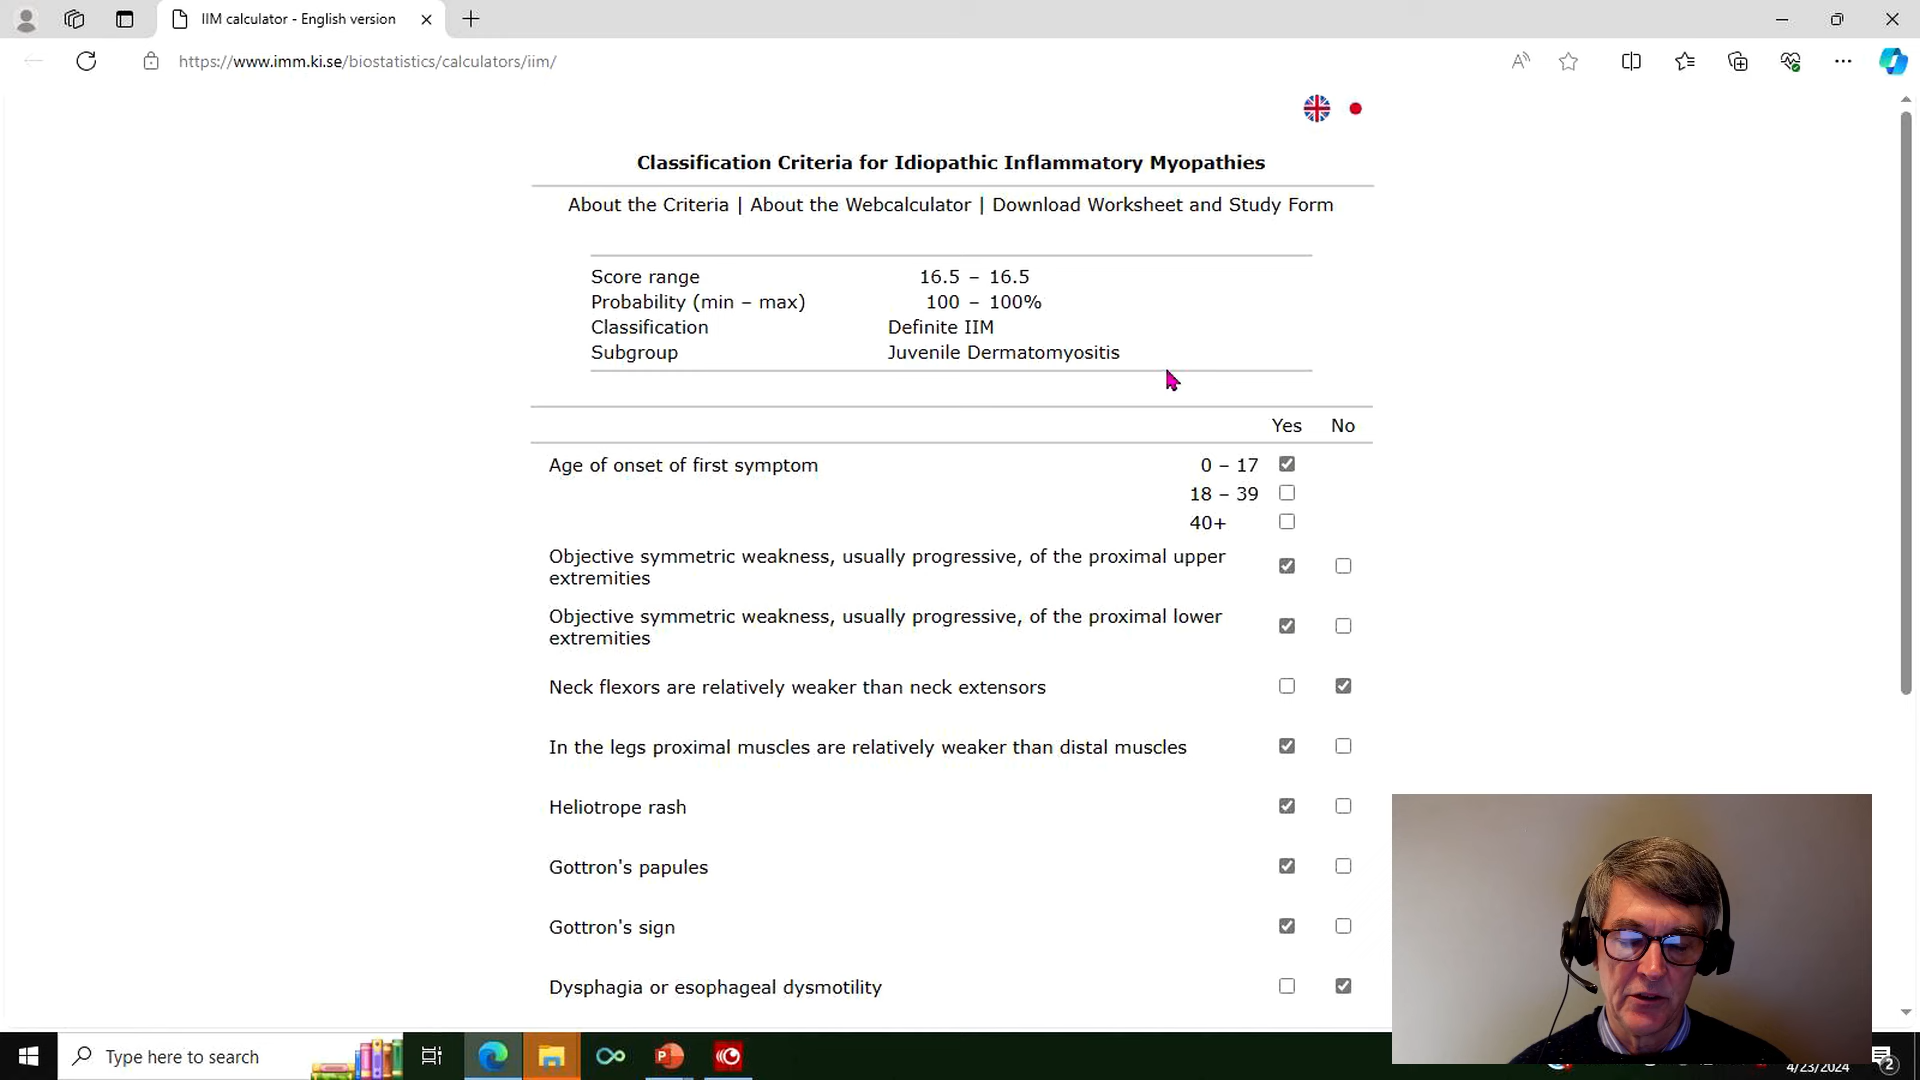 IIM calculator - English version
https://www.imm.ki.se/biostatistics/calculators/iim/
Classification Criteria for Idiopathic Inflammatory Myopathies
About the Criteria | About the Webcalculator | Download Worksheet and Study Form
Score range 16.5 – 16.5
Probability (min – max) 100 – 100%
Classification Definite IIM
Subgroup Juvenile Dermatomyositis
Yes No
Age of onset of first symptom 0 – 17
18 – 39
40+
Objective symmetric weakness, usually progressive, of the proximal upper
extremities
Objective symmetric weakness, usually progressive, of the proximal lower
extremities
Neck flexors are relatively weaker than neck extensors
In the legs proximal muscles are relatively weaker than distal muscles
Heliotrope rash
Gottron's papules
Gottron's sign
Dysphagia or esophageal dysmotility
Type here to search
4/23/2024
2